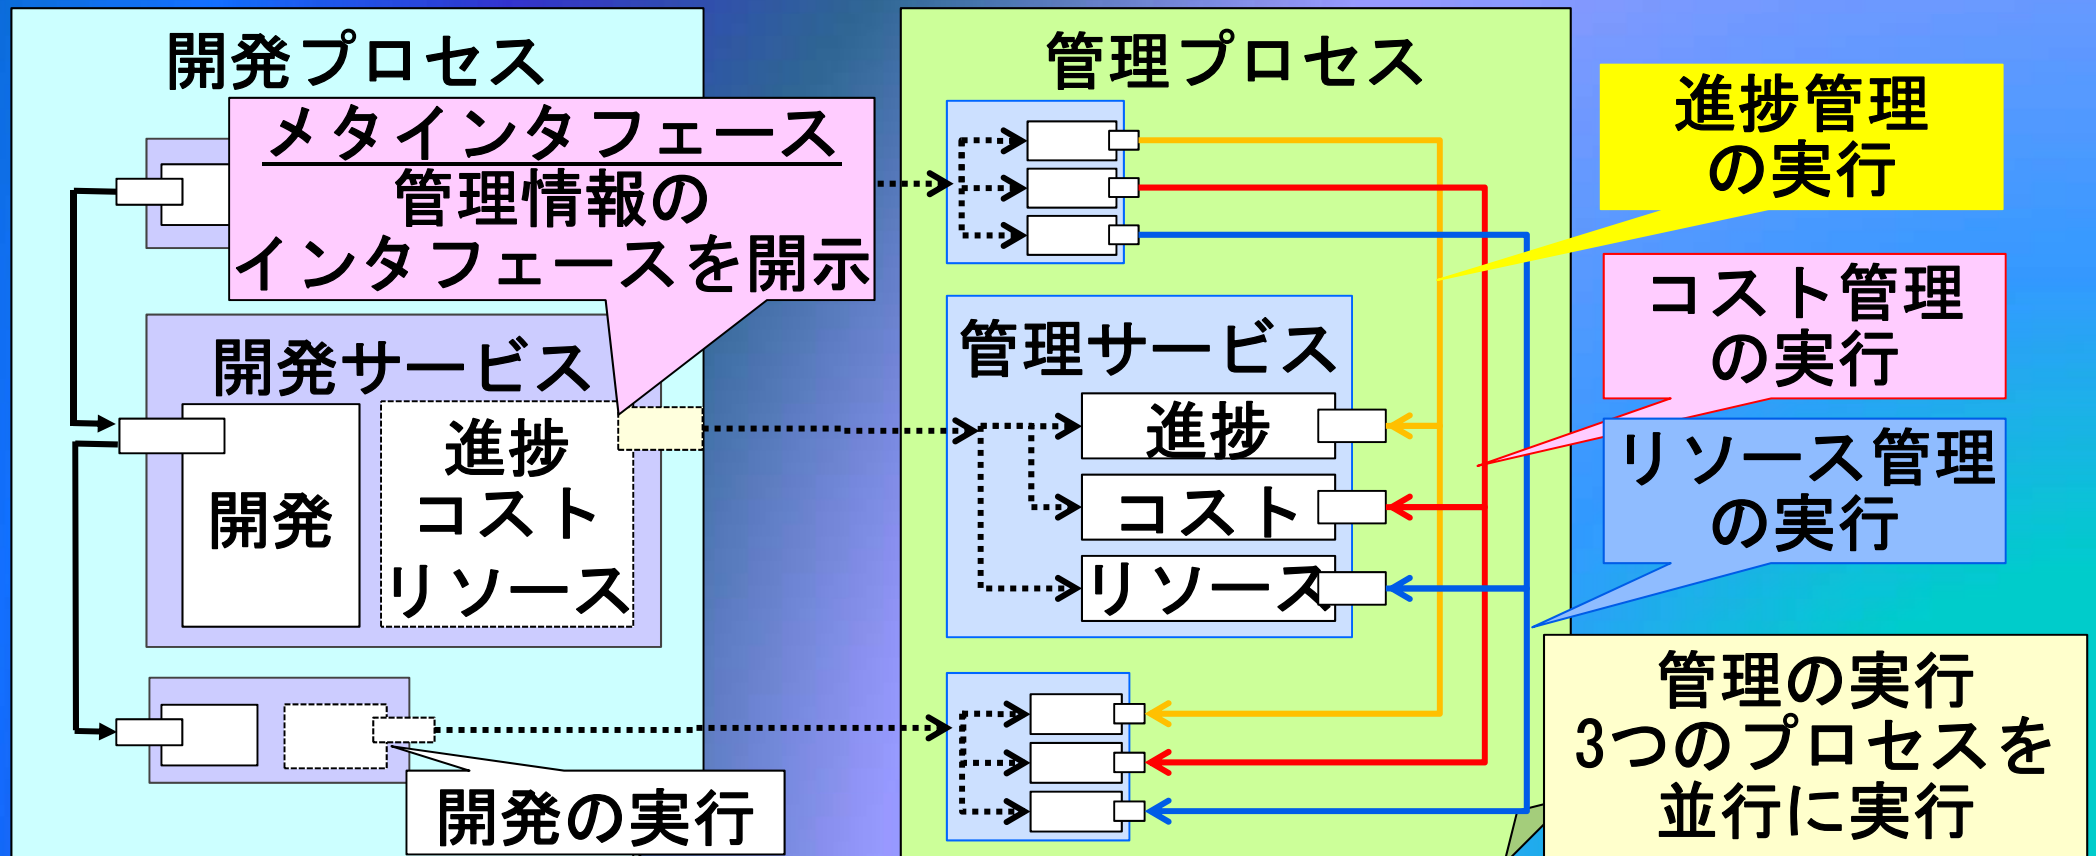 開発プロセス
メタインタフェース
管理情報の
インタフェースを開示
開発サービス
開発
進捗
コスト
リソース
開発の実行
管理プロセス
管理サービス
進捗
コスト
リソース
進捗管理
の実行
コスト管理
の実行
リソース管理
の実行
管理の実行
3つのプロセスを
並行に実行